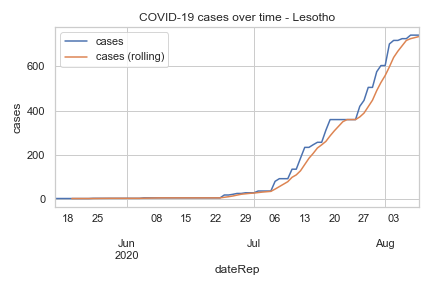 COVID-19 cases over time - Lesotho
cases
cases (rolling)
600
400
200
0
cases
18 25 08 15 22 29 06 13 20 27 03
Jun Jul Aug
2020
dateRep